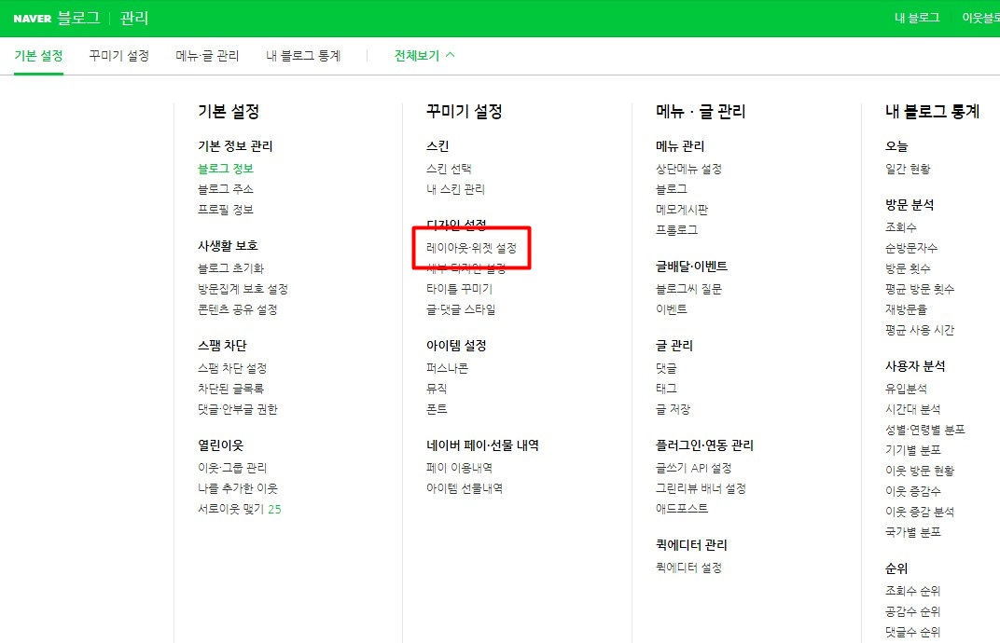 NAVER 블로그 관리 내 블로그
기본 설정 꾸미기 설정 메뉴·글 관리 내 블로그 통계 전체보기
기본 설정
기본 정보 관리
블로그 정보
블로그 주소
프로필 정보
사생활 보호
블로그 초기화
방문집계 보호 설정
콘텐츠 공유 설정
스팸 차단
스팸 차단 설정
차단된 글목록
댓글·안부글 권한
열린이웃
이웃·그룹 관리
나를 추가한 이웃
서로이웃 맺기 25
꾸미기 설정
스킨
스킨 선택
내 스킨 관리
디자인 설정
레이아웃·위젯 설정
세부 디자인 설정
타이틀 꾸미기
글·댓글 스타일
아이템 설정
퍼스나콘
뮤직
폰트
네이버 페이·선물 내역
페이 이용내역
아이템 선물내역
메뉴 · 글 관리
메뉴 관리
상단메뉴 설정
블로그
메모게시판
프롤로그
글배달·이벤트
블로그씨 질문
이벤트
글 관리
댓글
태그
글 저장
플러그인·연동 관리
글쓰기 API 설정
그린리뷰 배너 설정
애드포스트
퀵에디터 관리
퀵에디터 설정
내 블로그 통계
오늘
일간 현황
방문 분석
조회수
순방문자수
방문 횟수
평균 방문 횟수
재방문율
평균 사용 시간
사용자 분석
유입분석
시간대 분석
성별·연령별 분포
기기별 분포
이웃 방문 현황
이웃 증감수
이웃 증감 분석
국가별 분포
순위
조회수 순위
공감수 순위
댓글수 순위